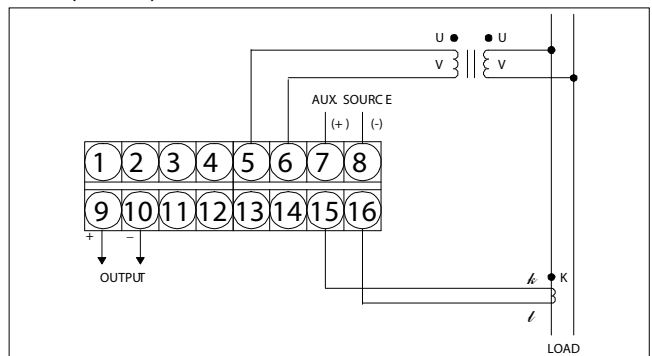 U U
V V
AUX. SOURCE
(+) (-)
1 2 3 4 5 6 7 8
9 10 11 12 13 14 15 16
+ −
OUTPUT
k K
l
LOAD